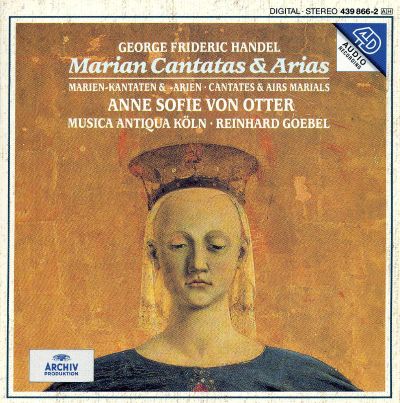 DIGITAL · STEREO 439 866-2 AH
4D
AUDIO
RECORDING
GEORGE FRIDERIC HANDEL
Marian Cantatas & Arias
MARIEN-KANTATEN & -ARIEN · CANTATES & AIRS MARIALS
ANNE SOFIE VON OTTER
MUSICA ANTIQUA KÖLN · REINHARD GOEBEL
ARCHIV
PRODUKTION